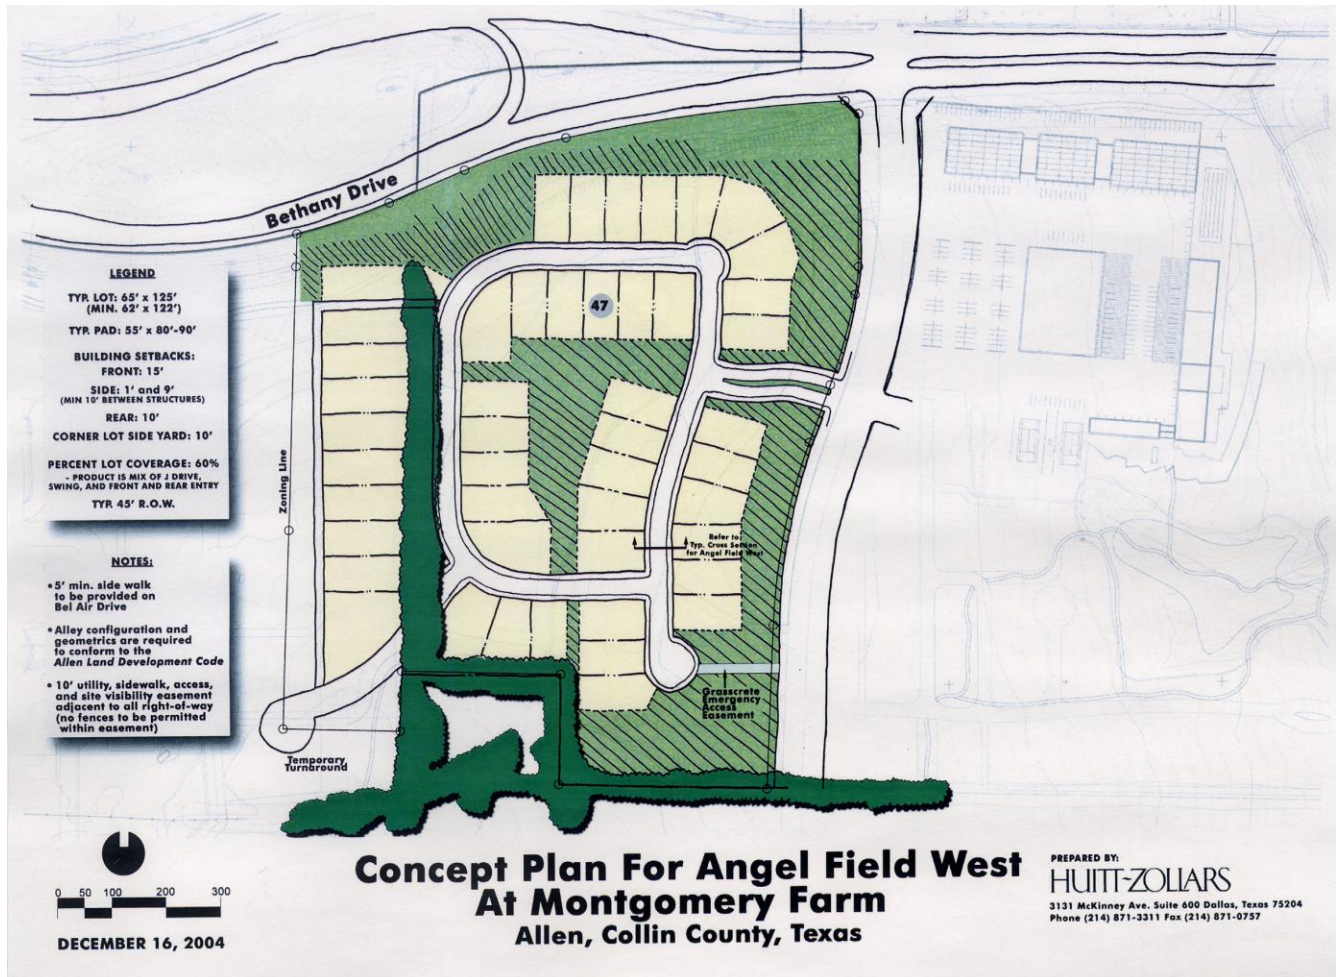 Bethany Drive
LEGEND
TYP. LOT: 65' x 125'
(MIN. 62' x 122')
TYP. PAD: 55' x 80'-90'
BUILDING SETBACKS:
FRONT: 15'
SIDE: 1' and 9'
(MIN 10' BETWEEN STRUCTURES)
REAR: 10'
CORNER LOT SIDE YARD: 10'
PERCENT LOT COVERAGE: 60%
- PRODUCT IS MIX OF J DRIVE,
SWING, AND FRONT AND REAR ENTRY
TYP. 45' R.O.W.
NOTES:
• 5' min. side walk
to be provided on
Bel Air Drive
• Alley configuration and
geometrics are required
to conform to the
Allen Land Development Code
• 10' utility, sidewalk, access,
and site visibility easement
adjacent to all right-of-way
(no fences to be permitted
within easement)
Zoning Line
47
Refer to:
Typ. Cross Section
for Angel Field West
Grasscrete
Emergency
Access
Easement
Temporary
Turnaround
0 50 100 200 300
DECEMBER 16, 2004
Concept Plan For Angel Field West
At Montgomery Farm
Allen, Collin County, Texas
PREPARED BY:
HUITT-ZOLLARS
3131 McKinney Ave. Suite 600 Dallas, Texas 75204
Phone (214) 871-3311 Fax (214) 871-0757